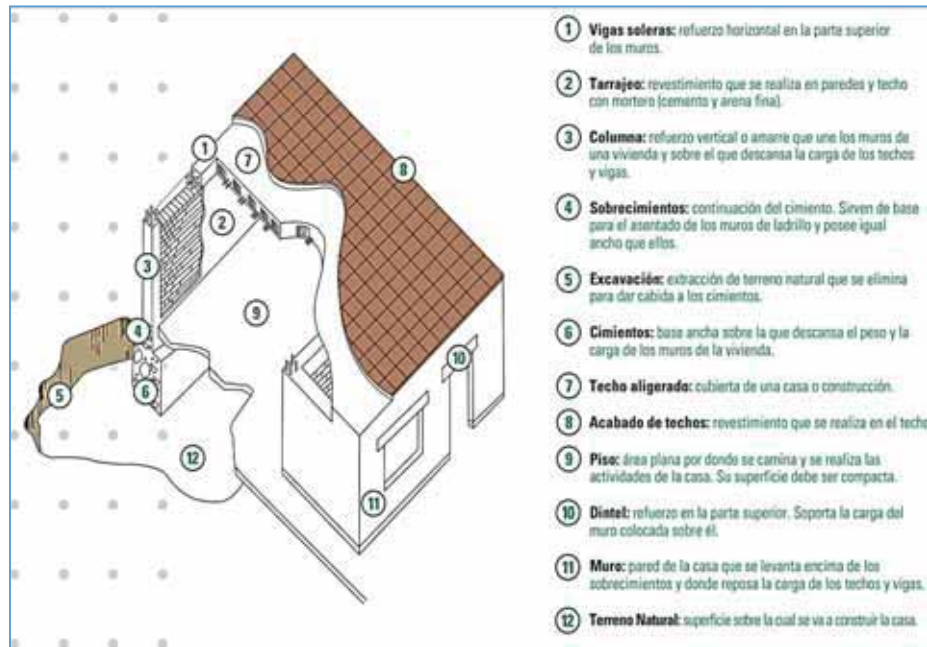 1 Vigas soleras: refuerzo horizontal en la parte superior
de los muros.
2 Tarrajeo: revestimiento que se realiza en paredes y techo
con mortero (cemento y arena fina).
3 Columna: refuerzo vertical o amarre que une los muros de
una vivienda y sobre el que descansa la carga de los techos
y vigas.
4 Sobrecimientos: continuación del cimiento. Sirven de base
para el asentado de los muros de ladrillo y posee igual
ancho que ellos.
5 Excavación: extracción de terreno natural que se elimina
para dar cabida a los cimientos.
6 Cimientos: base ancha sobre la que descansa el peso y la
carga de los muros de la vivienda.
7 Techo aligerado: cubierta de una casa o construcción.
8 Acabado de techos: revestimiento que se realiza en el techo
9 Piso: área plana por donde se camina y se realiza las
actividades de la casa. Su superficie debe ser compacta.
10 Dintel: refuerzo en la parte superior. Soporta la carga del
muro colocada sobre él.
11 Muro: pared de la casa que se levanta encima de los
sobrecimientos y donde reposa la carga de los techos y vigas.
12 Terreno Natural: superficie sobre la cual se va a construir la casa.
1
7
8
2
3
9
4
10
5
6
12
11